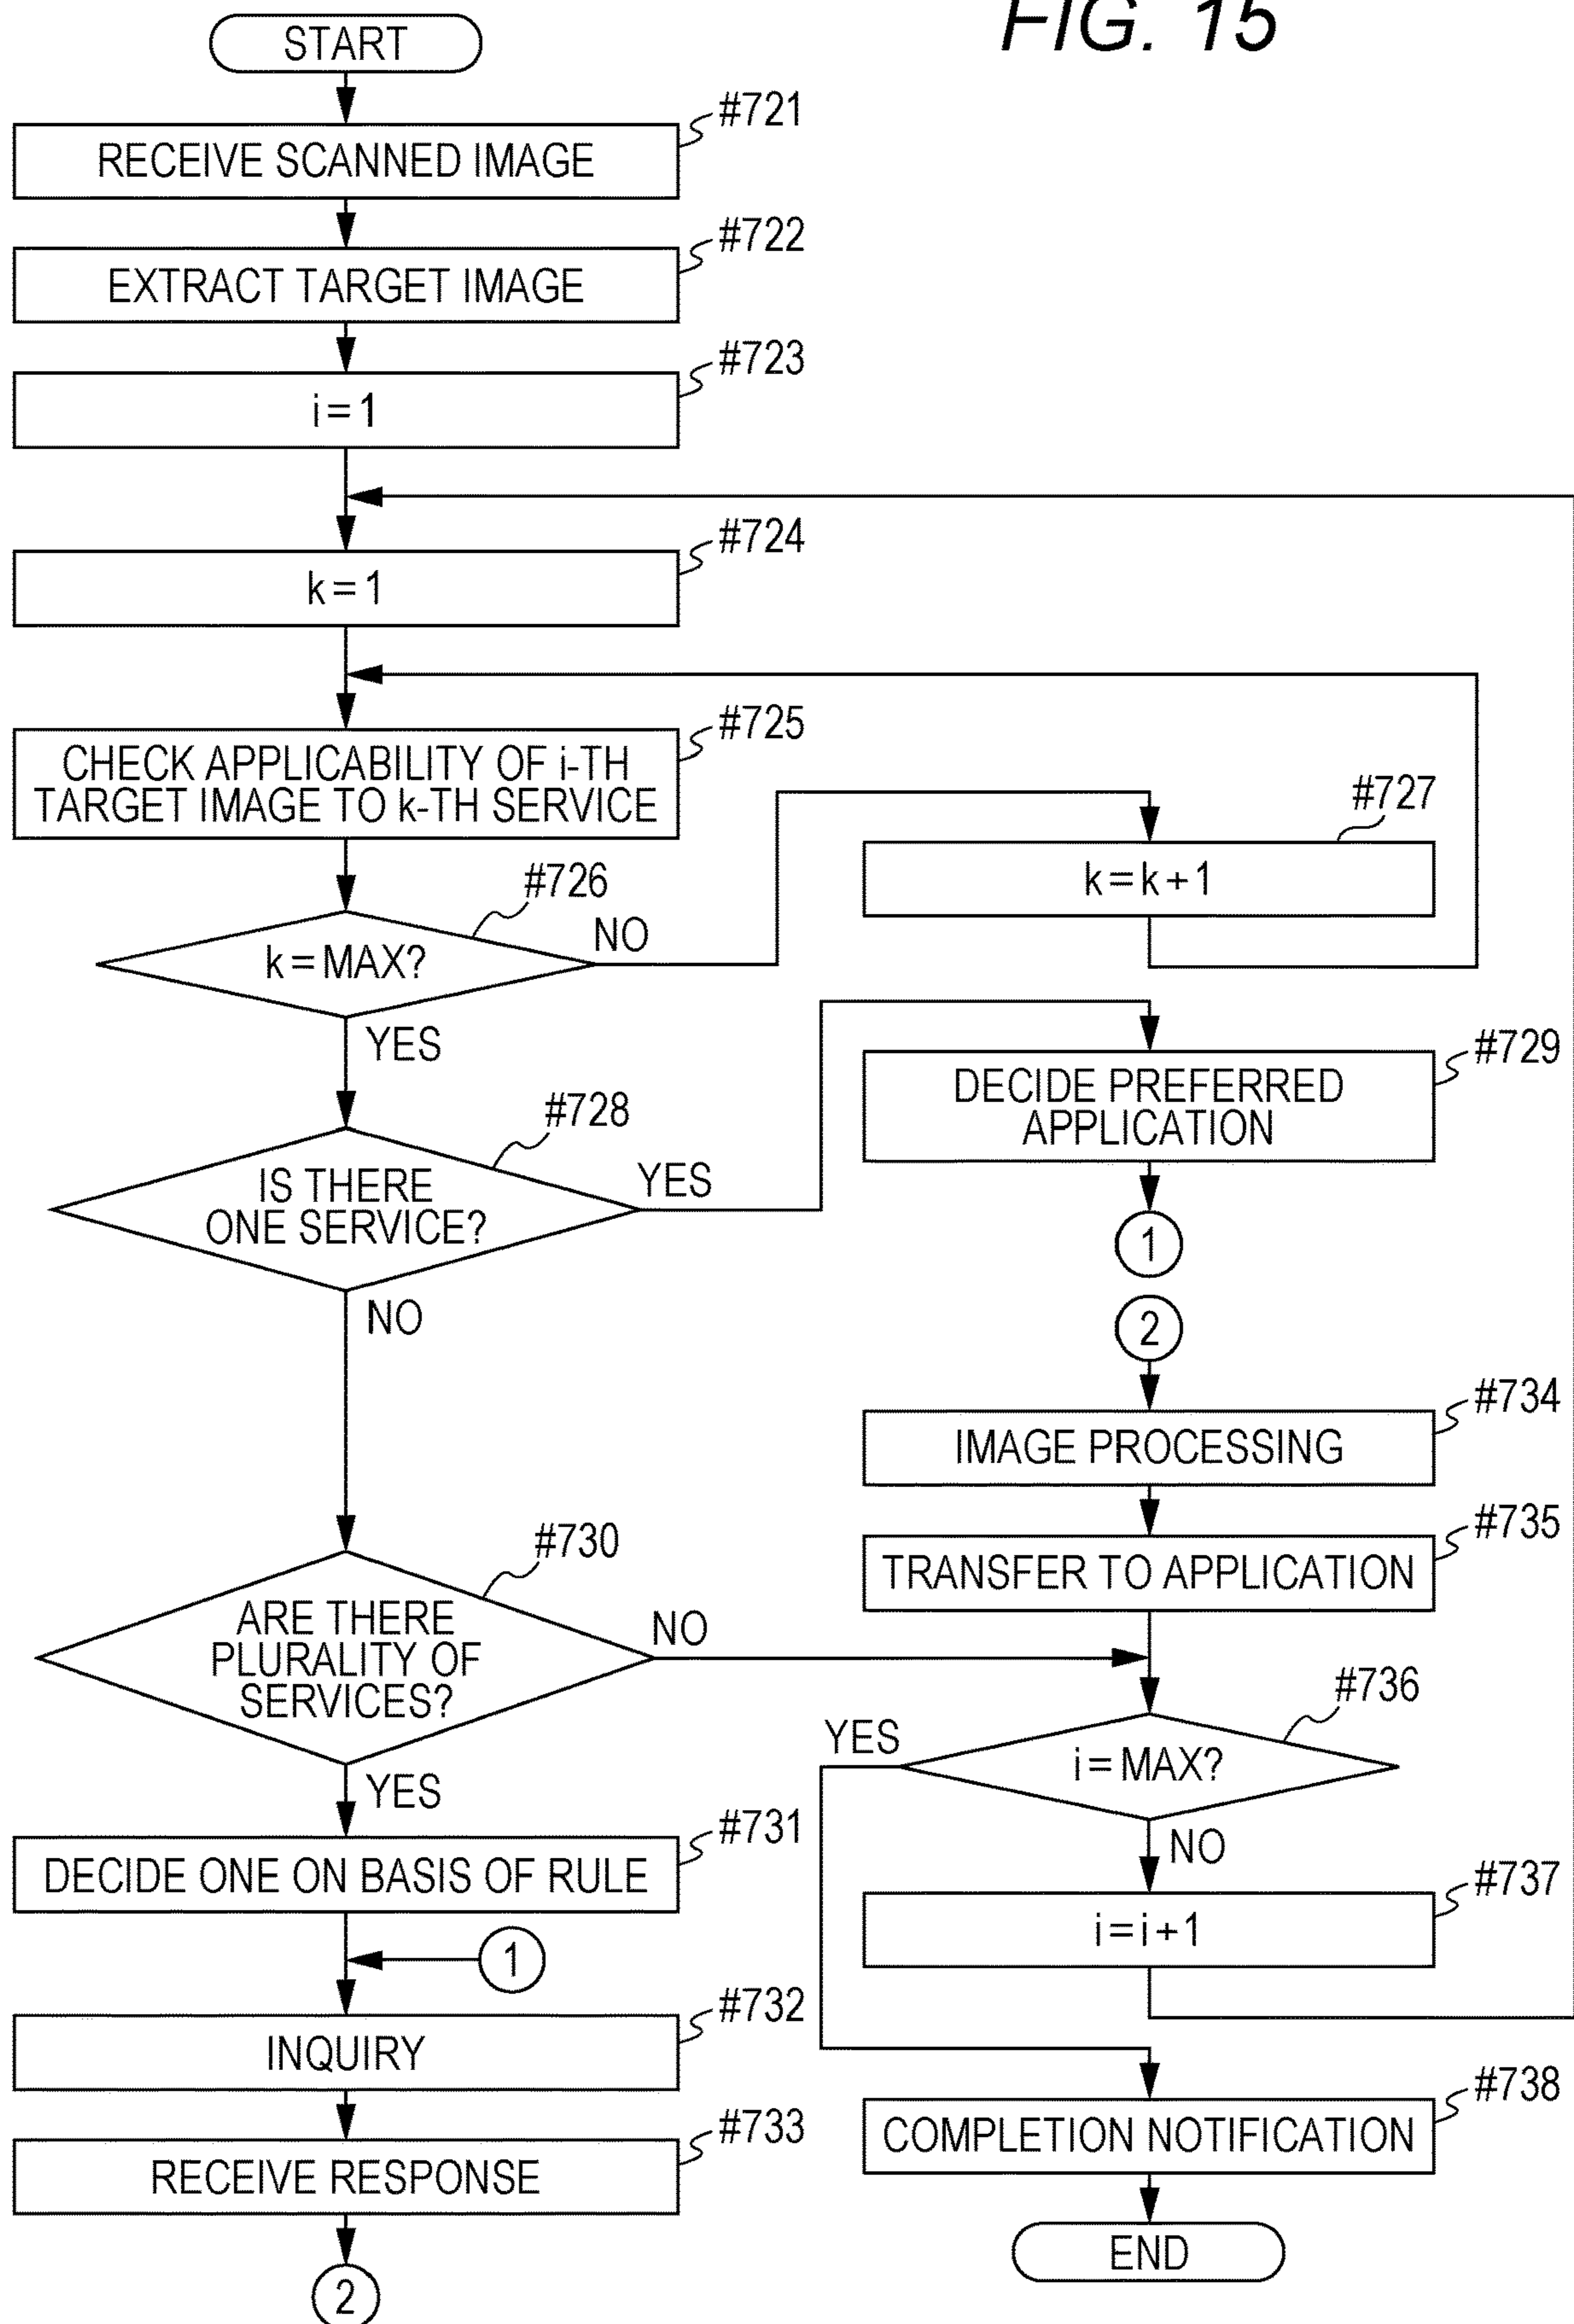 FIG. 15
START
#721
RECEIVE SCANNED IMAGE
#722
EXTRACT TARGET IMAGE
#723
i=1
#724
k=1
#725
CHECK APPLICABILITY OF i-TH
TARGET IMAGE TO k-TH SERVICE
#726
k=MAX?
NO
YES
#727
k=k+1
#728
IS THERE
ONE SERVICE?
YES
NO
#729
DECIDE PREFERRED
APPLICATION
1
2
#734
IMAGE PROCESSING
#735
TRANSFER TO APPLICATION
#730
ARE THERE
PLURALITY OF
SERVICES?
NO
YES
#736
i=MAX?
YES
NO
#731
DECIDE ONE ON BASIS OF RULE
1
#737
i=i+1
#732
INQUIRY
#733
RECEIVE RESPONSE
2
#738
COMPLETION NOTIFICATION
END